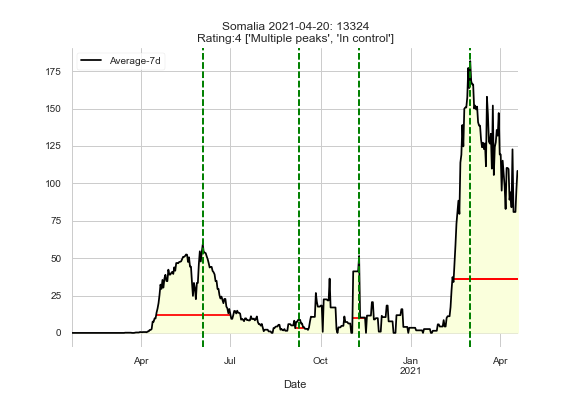 Somalia 2021-04-20: 13324
Rating:4 ['Multiple peaks', 'In control']
Average-7d
175
150
125
100
75
50
25
0
Apr
Jul
Oct
Jan
2021
Apr
Date